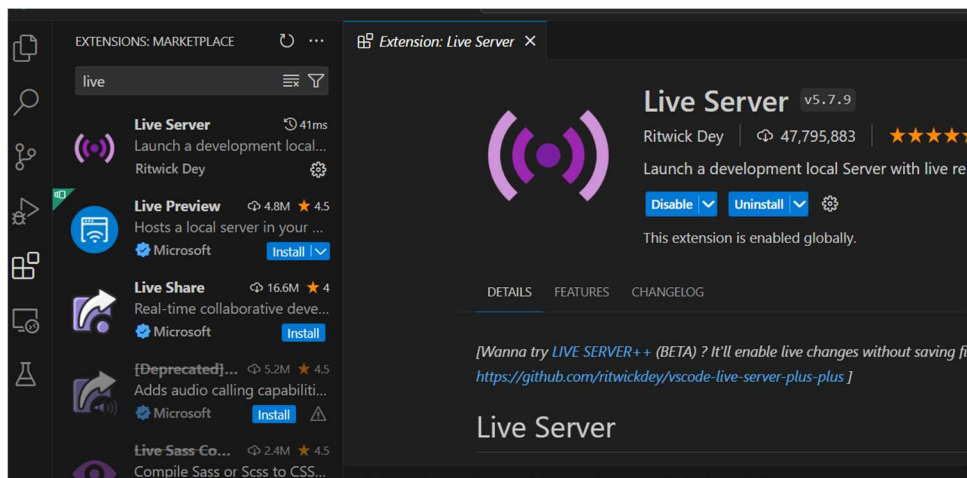 EXTENSIONS: MARKETPLACE
live
Live Server 41ms
Launch a development local...
Ritwick Dey
Live Preview 4.8M ★ 4.5
Hosts a local server in your ...
Microsoft Install
Live Share 16.6M ★ 4
Real-time collaborative deve...
Microsoft Install
[Deprecated]... 5.2M ★ 4.5
Adds audio calling capabiliti...
Microsoft Install
Live Sass Co... 2.4M ★ 4.5
Compile Sass or Scss to CSS...
Extension: Live Server
Live Server v5.7.9
Ritwick Dey 47,795,883 ★★★★★
Launch a development local Server with live re
Disable Uninstall
This extension is enabled globally.
DETAILS FEATURES CHANGELOG
[Wanna try LIVE SERVER++ (BETA) ? It'll enable live changes without saving fi
https://github.com/ritwickdey/vscode-live-server-plus-plus ]
Live Server